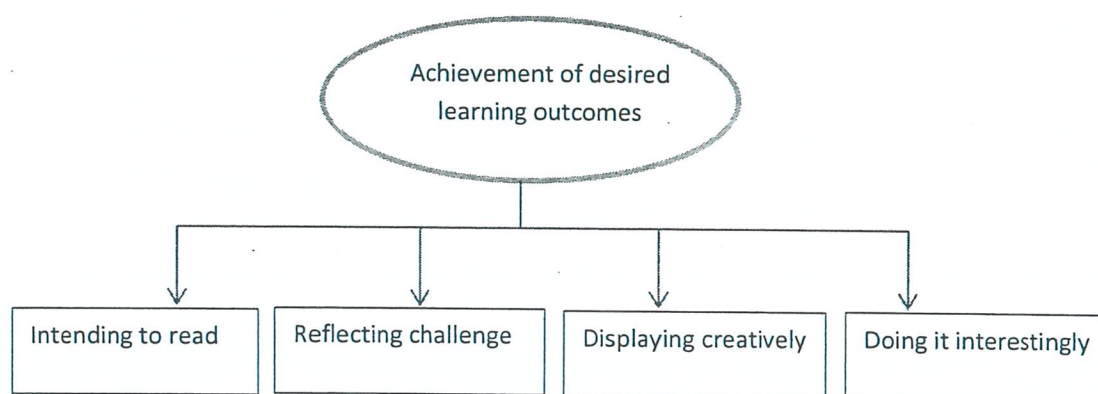 Achievement of desired
learning outcomes
Intending to read
Reflecting challenge
Displaying creatively
Doing it interestingly